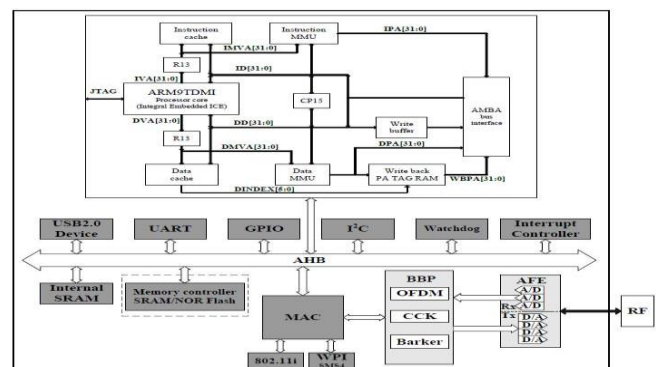 Instruction
cache
Instruction
MMU
IPA[31:0]
IMVA[31:0]
R13
ID[31:0]
IVA[31:0]
JTAG
ARM9TDMI
Processor core
(Integral Embedded ICE)
CP15
AMBA
bus
interface
DVA[31:0]
DD[31:0]
Write
buffer
R13
DPA[31:0]
DMVA[31:0]
Data
cache
Data
MMU
Write back
PA TAG RAM
WBPA[31:0]
DINDEX[8:0]
USB2.0
Device
UART
GPIO
I²C
Watchdog
Interrupt
Controller
AHB
Internal
SRAM
Memory controller
SRAM/NOR Flash
MAC
BBP
OFDM
CCK
Barker
AFE
A/D
A/D
A/D
Rx
Tx
D/A
D/A
D/A
D/A
RF
802.11i
WPI
SMS4